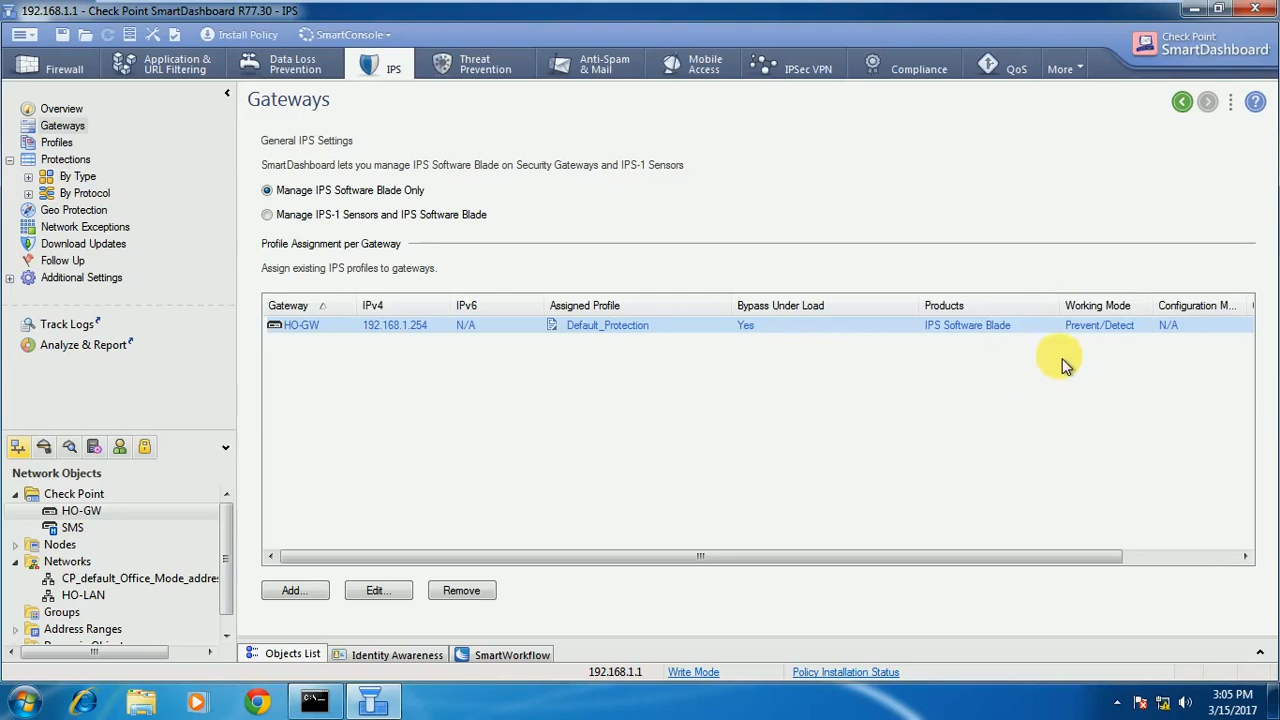 192.168.1.1 - Check Point SmartDashboard R77.30 - IPS
Install Policy
SmartConsole
Check Point
SmartDashboard
Firewall
Application &
URL Filtering
Data Loss
Prevention
IPS
Threat
Prevention
Anti-Spam
& Mail
Mobile
Access
IPSec VPN
Compliance
QoS
More
Overview
Gateways
Profiles
Protections
By Type
By Protocol
Geo Protection
Network Exceptions
Download Updates
Follow Up
Additional Settings
Track Logs
Analyze & Report
Gateways
General IPS Settings
SmartDashboard lets you manage IPS Software Blade on Security Gateways and IPS-1 Sensors
Manage IPS Software Blade Only
Manage IPS-1 Sensors and IPS Software Blade
Profile Assignment per Gateway
Assign existing IPS profiles to gateways.
Gateway IPv4 IPv6 Assigned Profile Bypass Under Load Products Working Mode Configuration M...
HO-GW 192.168.1.254 N/A Default_Protection Yes IPS Software Blade Prevent/Detect N/A
Add... Edit... Remove
Network Objects
Check Point
HO-GW
SMS
Nodes
Networks
CP_default_Office_Mode_addre
HO-LAN
Groups
Address Ranges
Objects List Identity Awareness SmartWorkflow
192.168.1.1 Write Mode Policy Installation Status
3:05 PM
3/15/2017